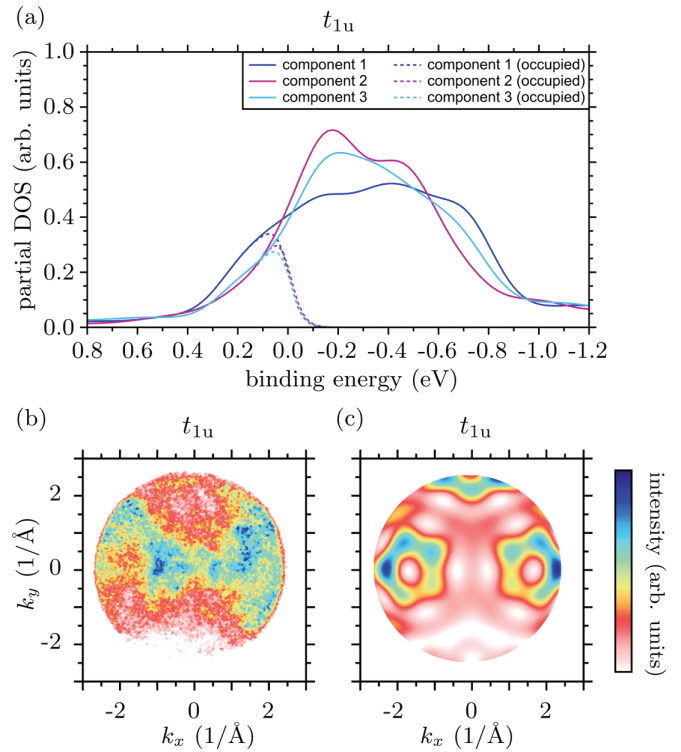 (a)
t1u
component 1
component 2
component 3
component 1 (occupied)
component 2 (occupied)
component 3 (occupied)
partial DOS (arb. units)
1.0
0.8
0.6
0.4
0.2
0.0
0.8 0.6 0.4 0.2 0.0 -0.2 -0.4 -0.6 -0.8 -1.0 -1.2
binding energy (eV)
(b)
t1u
ky (1/Å)
2
0
-2
-2 0 2
kx (1/Å)
(c)
t1u
2
0
-2
-2 0 2
kx (1/Å)
intensity (arb. units)